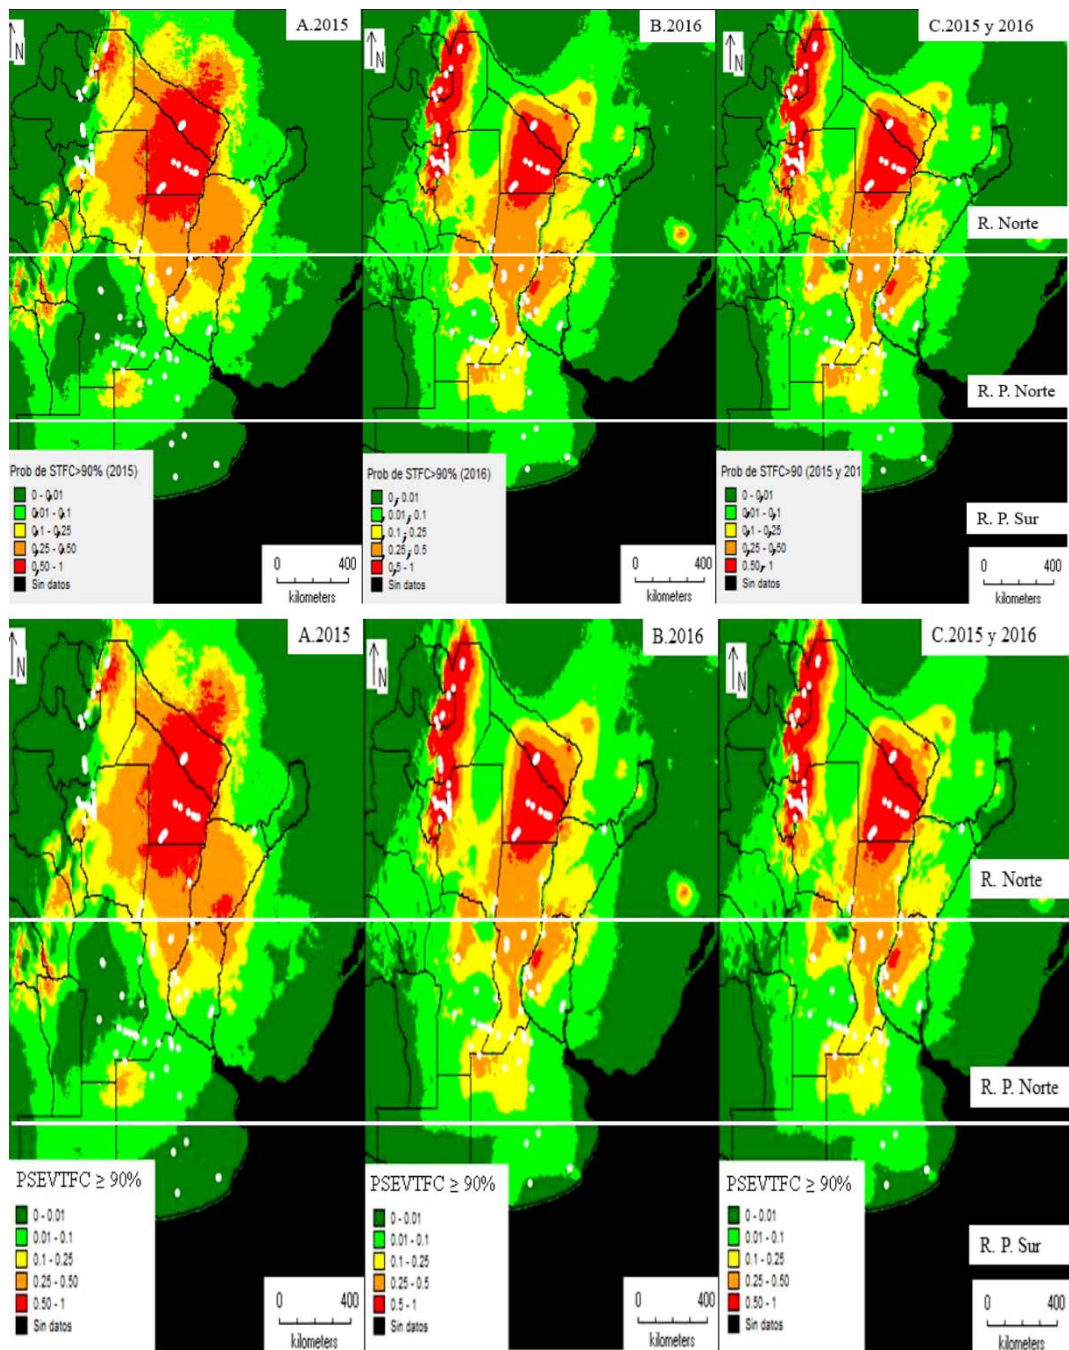 A.2015
B.2016
C.2015 y 2016
N
N
N
R. Norte
R. P. Norte
R. P. Sur
Prob de STFC>90% (2015)
0 - 0,01
0,01 - 0,1
0,1 - 0,25
0,25 - 0,50
0,50 - 1
Sin datos
0 400
kilometers
Prob de STFC>90% (2016)
0, 0.01
0.01, 0.1
0.1 - 0.25
0.25, 0.5
0,5 - 1
Sin datos
0 400
kilometers
Prob de STFC>90 (2015 y 201
0 - 0,01
0,01 - 0,1
0,1 - 0,25
0,25 - 0,50
0.50, 1
Sin datos
0 400
kilometers
A.2015
B.2016
C.2015 y 2016
N
N
N
R. Norte
R. P. Norte
R. P. Sur
PSEVTFC ≥ 90%
0 - 0.01
0.01 - 0.1
0.1 - 0.25
0.25 - 0.50
0.50 - 1
Sin datos
0 400
kilometers
PSEVTFC ≥ 90%
0 - 0.01
0.01 - 0.1
0.1 - 0.25
0.25 - 0.5
0.5 - 1
Sin datos
0 400
kilometers
PSEVTFC ≥ 90%
0 - 0.01
0.01 - 0.1
0.1 - 0.25
0.25 - 0.50
0.50 - 1
Sin datos
0 400
kilometers